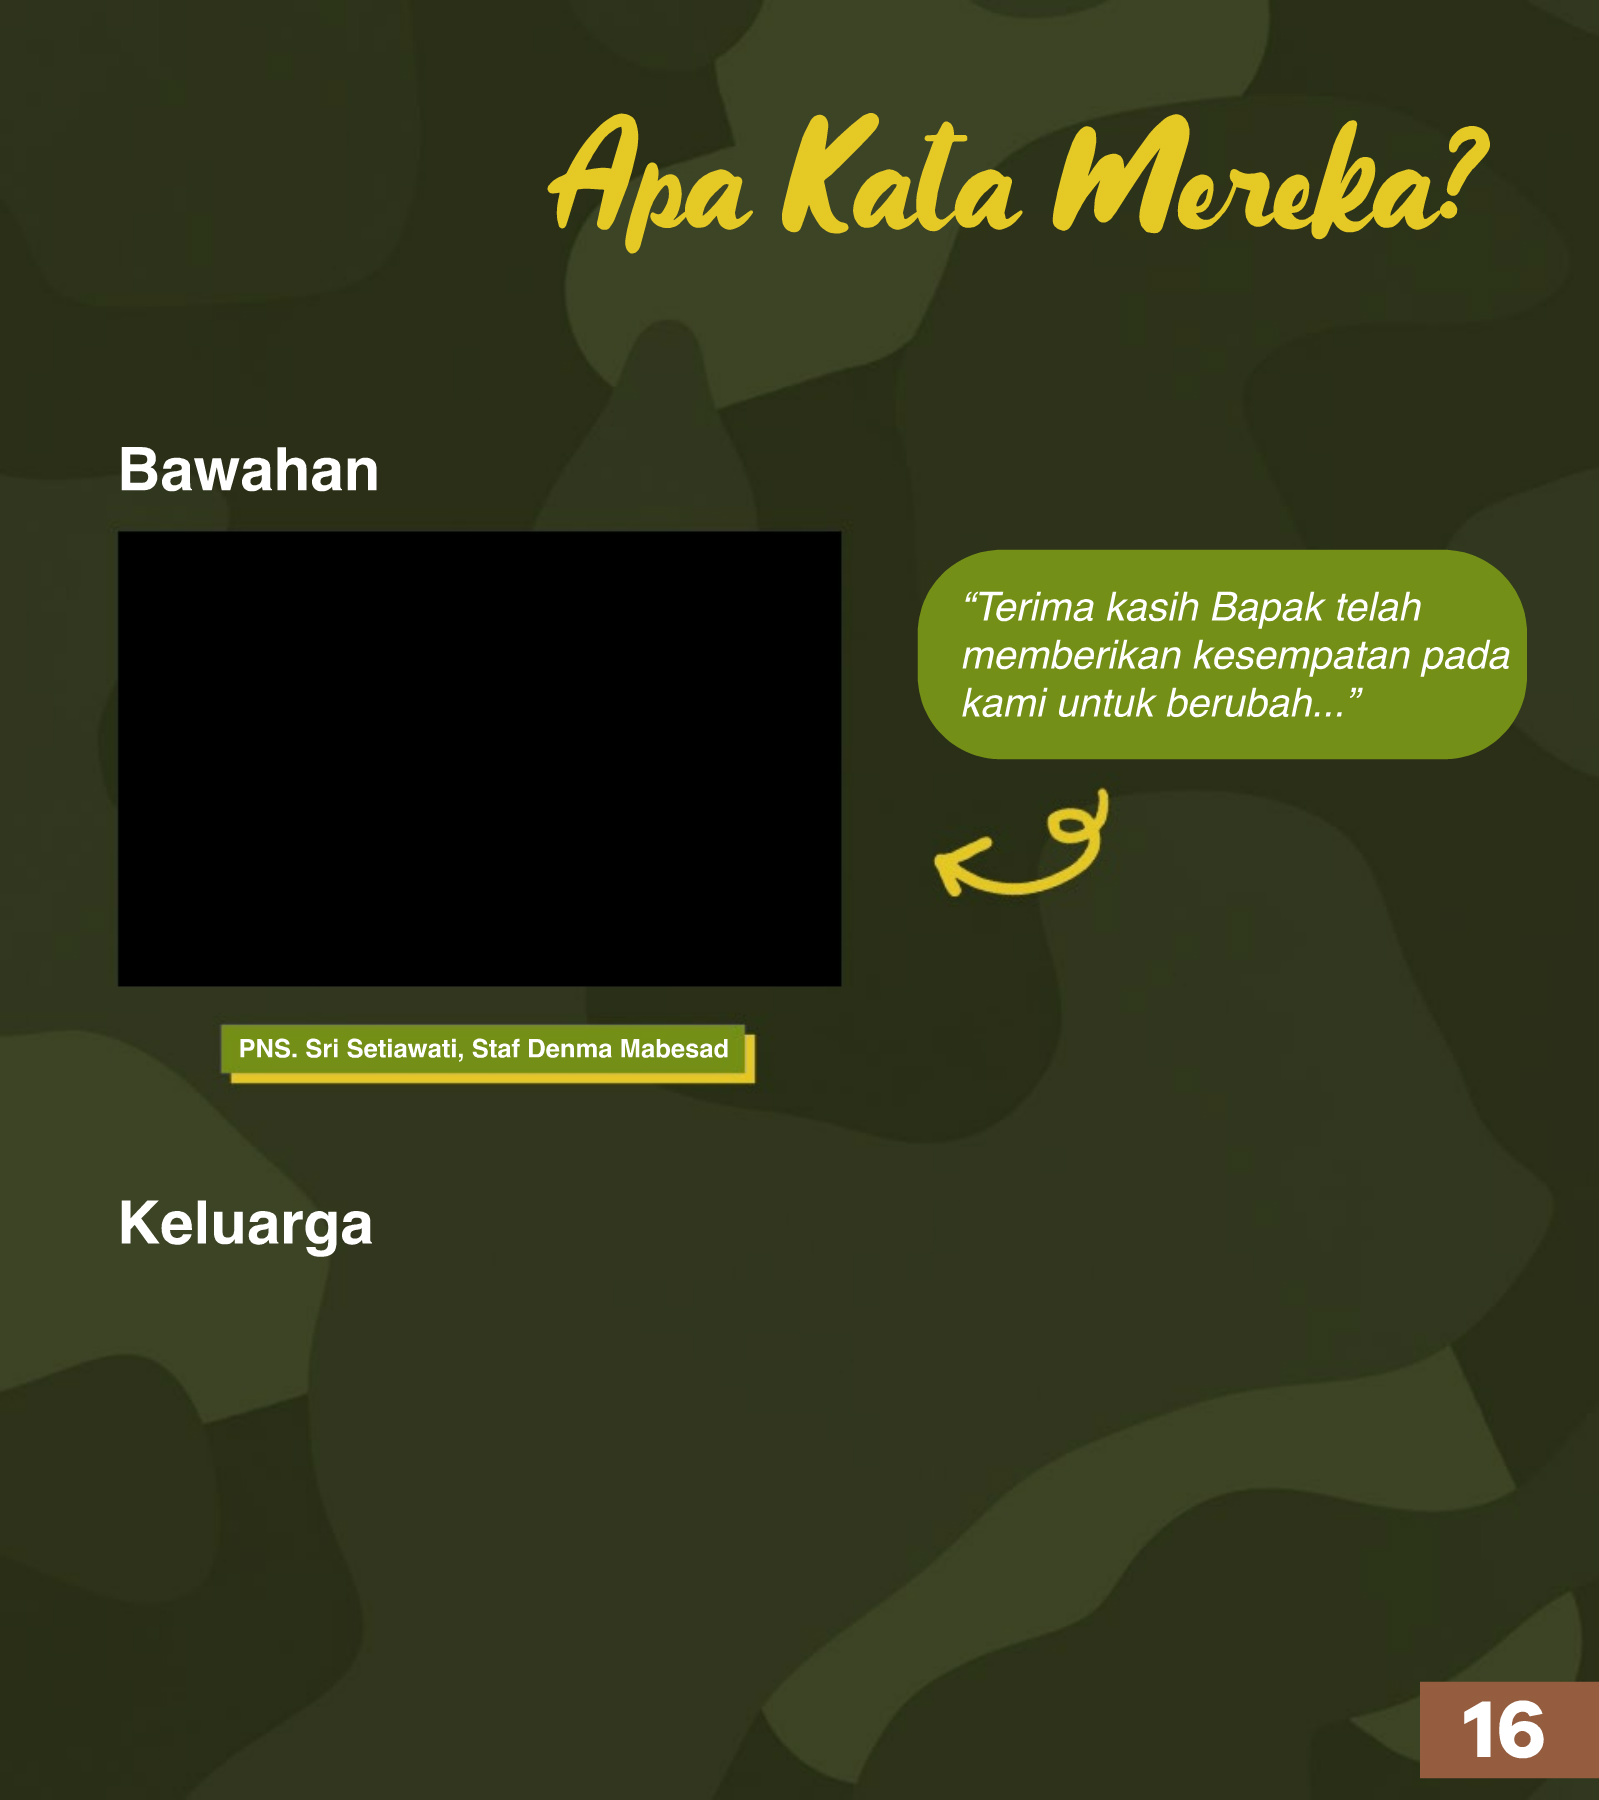 Apa Kata Mereka?
Bawahan
“Terima kasih Bapak telah
memberikan kesempatan pada
kami untuk berubah...”
PNS. Sri Setiawati, Staf Denma Mabesad
Keluarga
16